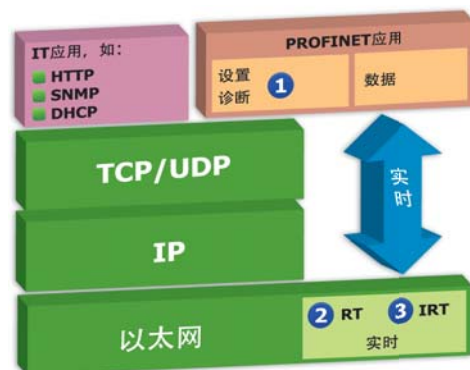 IT应用，如：
HTTP
SNMP
DHCP
PROFINET应用
设置
诊断
1
数据
TCP/UDP
实时
IP
以太网
2 RT
3 IRT
实时